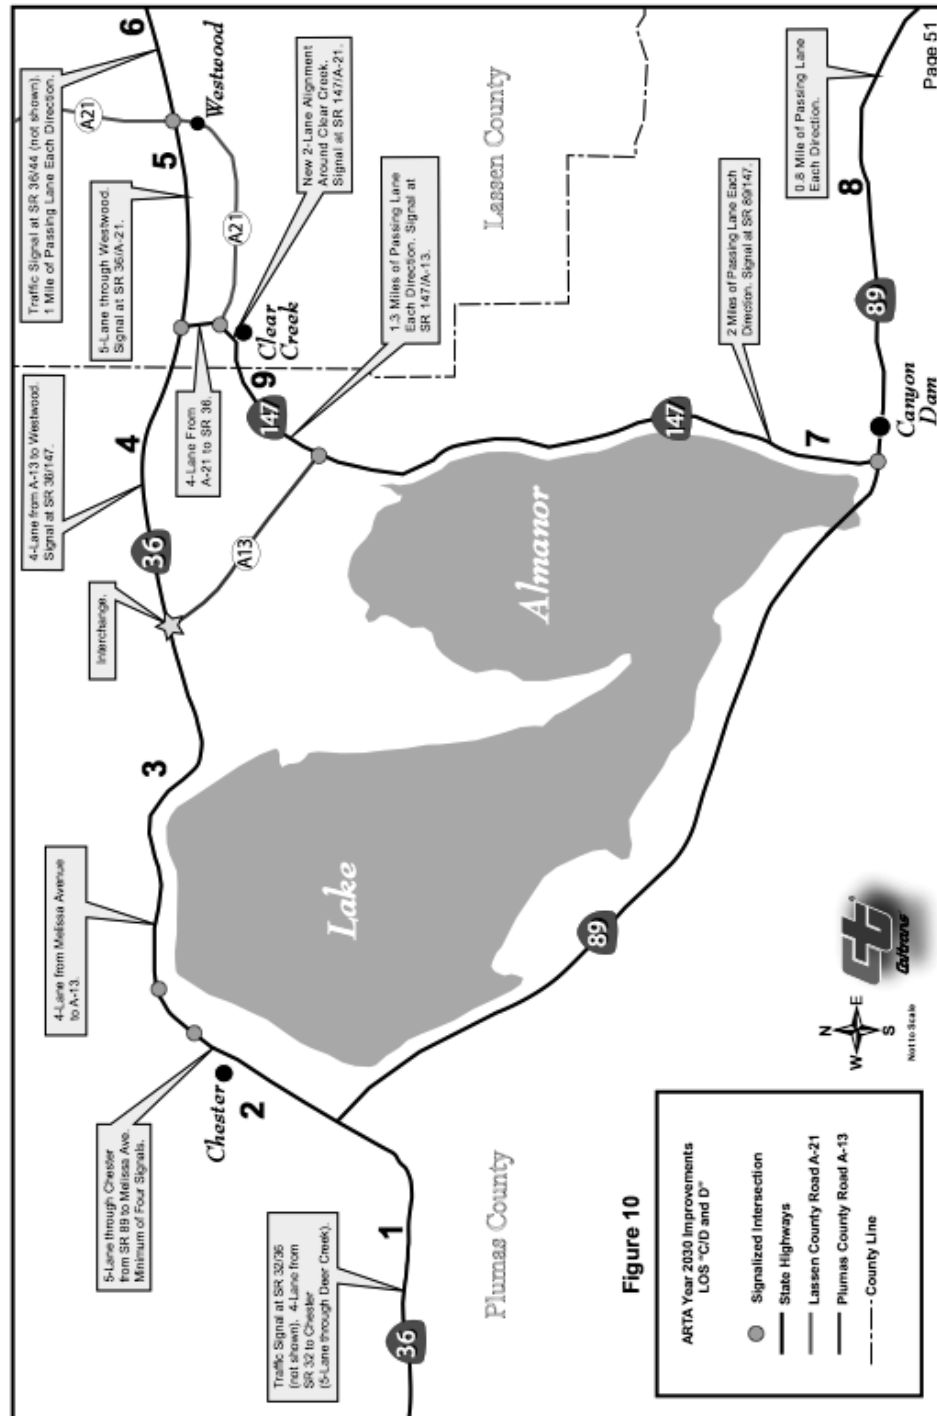 Traffic Signal at SR 36/44 (not shown).
1 Mile of Passing Lane Each Direction.
5-Lane through Westwood.
Signal at SR 36/A-21.
4-Lane from A-13 to Westwood.
Signal at SR 36/147.
Interchange.
4-Lane from Melissa Avenue
to A-13.
5-Lane through Chester
from SR 89 to Melissa Ave.
Minimum of Four Signals.
Traffic Signal at SR 32/36
(not shown). 4-Lane from
SR 32 to Chester
(5-Lane through Deer Creek).
4-Lane From
A-21 to SR 36.
New 2-Lane Alignment
Around Clear Creek.
Signal at SR 147/A-21.
1.3 Miles of Passing Lane
Each Direction. Signal at
SR 147/A-13.
2 Miles of Passing Lane Each
Direction. Signal at SR 89/147.
0.8 Mile of Passing Lane
Each Direction.
1
2
3
4
5
6
7
8
9
36
36
A13
A21
A21
147
147
89
89
Chester
Westwood
Clear
Creek
Canyon
Dam
Lake
Almanor
Plumas County
Lassen County
Figure 10
ARTA Year 2030 Improvements
LOS "C/D and D"
Signalized Intersection
State Highways
Lassen County Road A-21
Plumas County Road A-13
County Line
N
W
E
S
Not to Scale
ct
Caltrans
Page 51